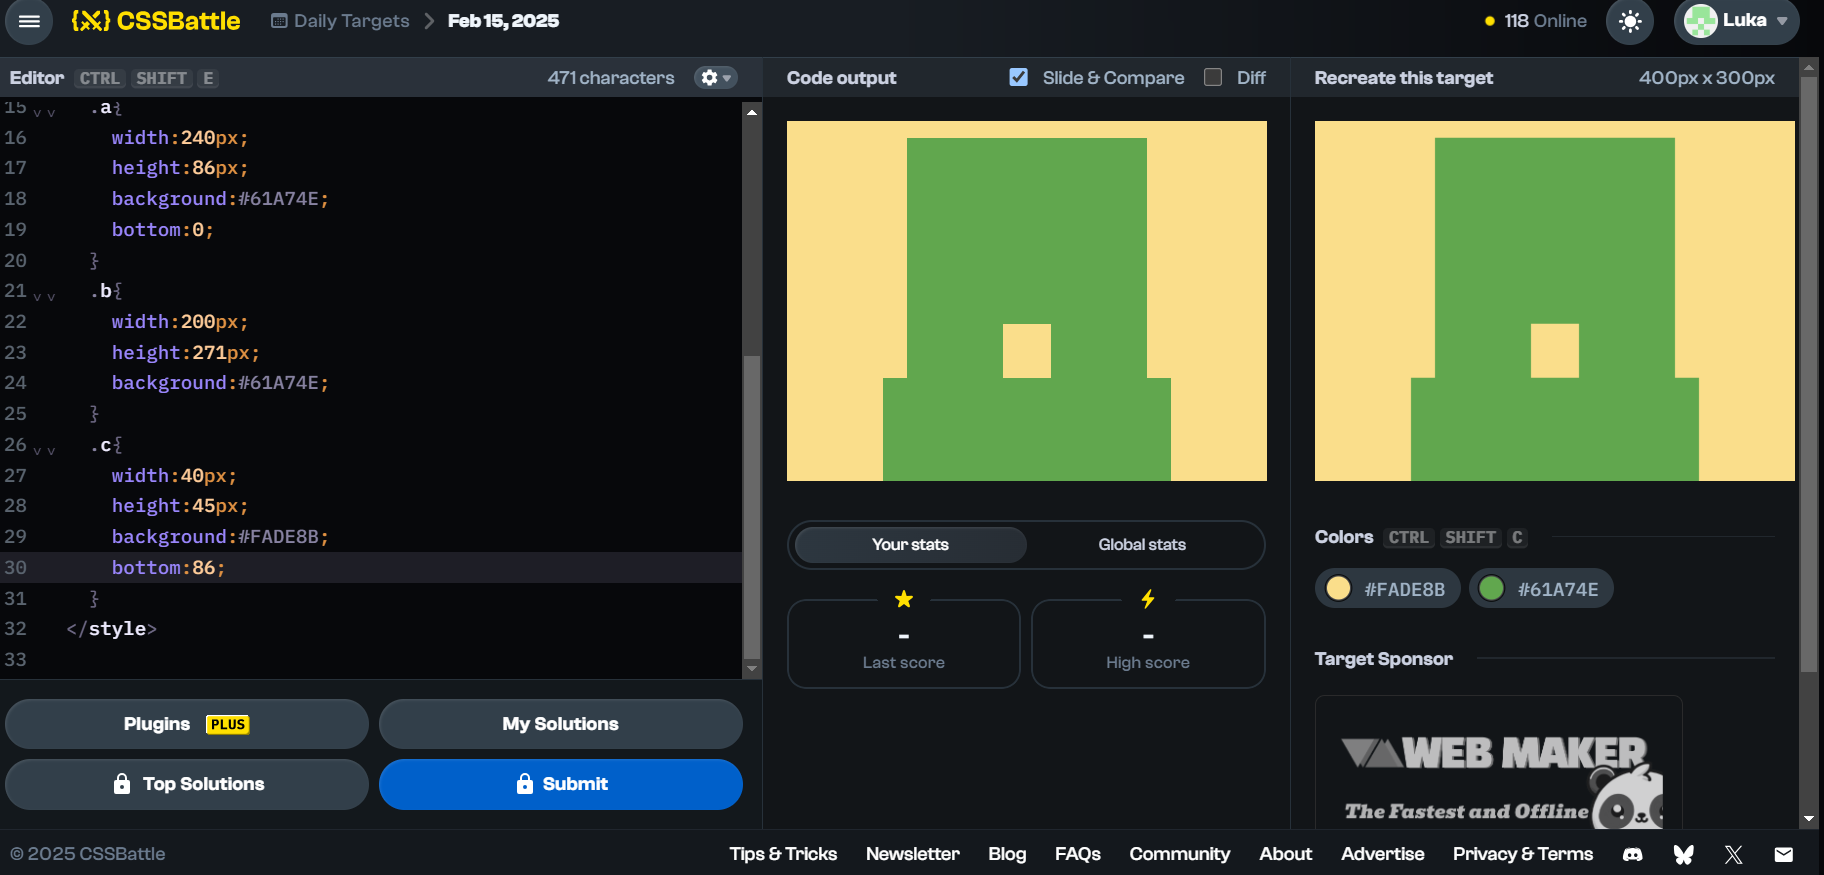 {X} CSSBattle
Daily Targets
Feb 15, 2025
118 Online
Luka
Editor CTRL SHIFT E
471 characters
15 .a{
16 width:240px;
17 height:86px;
18 background:#61A74E;
19 bottom:0;
20 }
21 .b{
22 width:200px;
23 height:271px;
24 background:#61A74E;
25 }
26 .c{
27 width:40px;
28 height:45px;
29 background:#FADE8B;
30 bottom:86;
31 }
32 </style>
33
Plugins PLUS
My Solutions
Top Solutions
Submit
Code output
Slide & Compare
Diff
Your stats
Global stats
-
Last score
-
High score
Recreate this target
400px x 300px
Colors CTRL SHIFT C
#FADE8B
#61A74E
Target Sponsor
WEB MAKER
The Fastest and Offline
© 2025 CSSBattle
Tips & Tricks
Newsletter
Blog
FAQs
Community
About
Advertise
Privacy & Terms